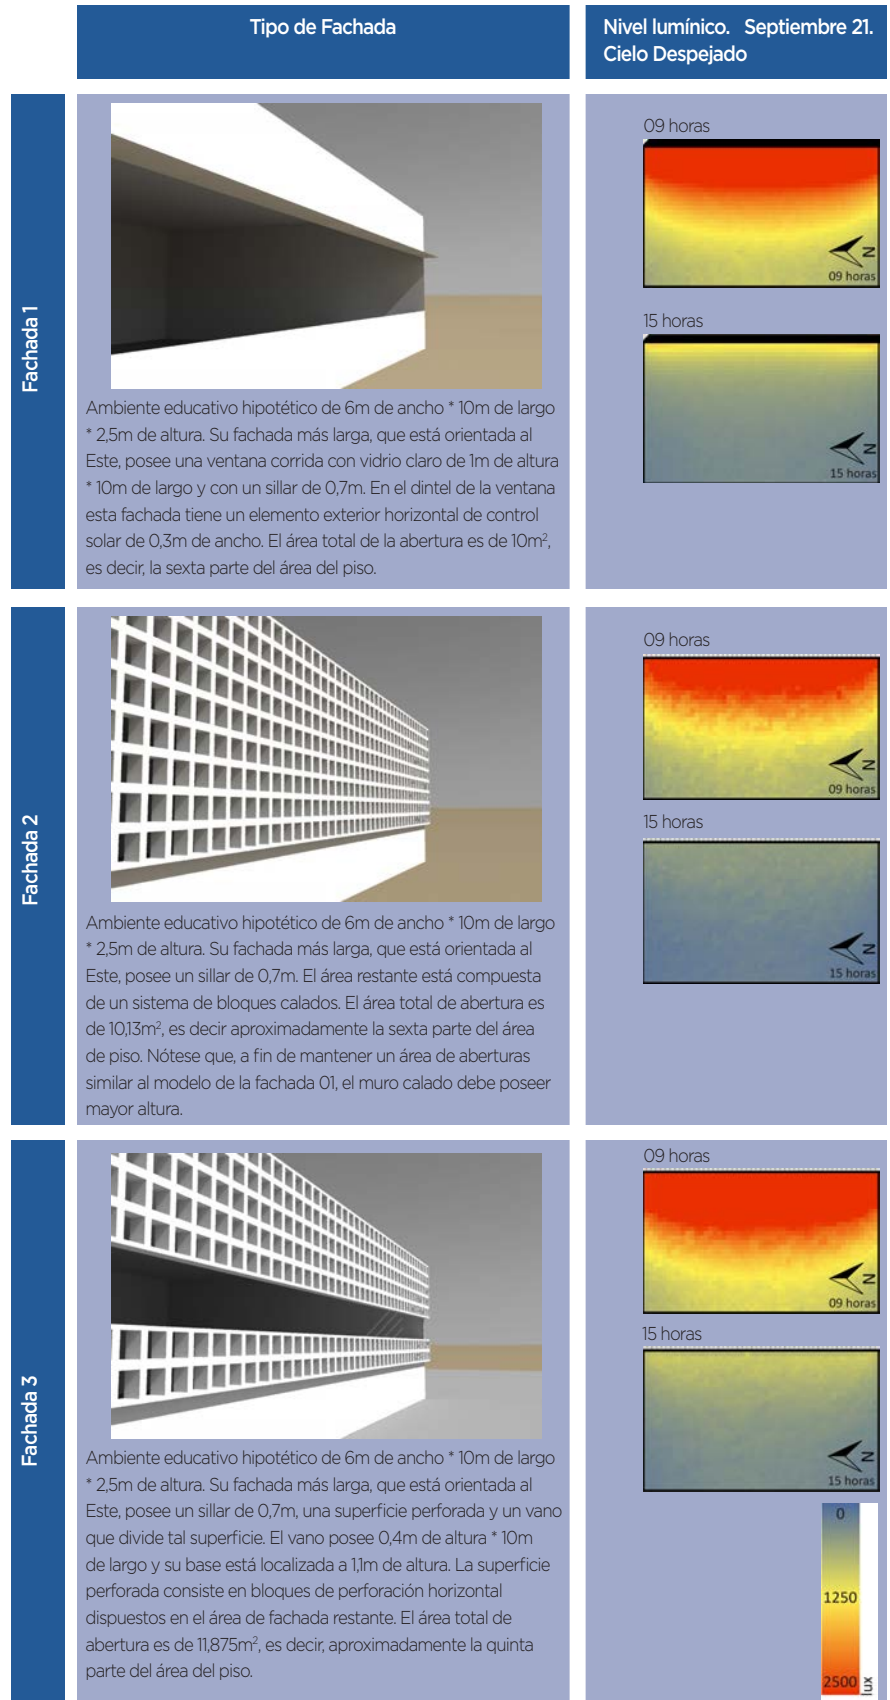 Tipo de Fachada
Nivel lumínico. Septiembre 21.
Cielo Despejado
Fachada 1
Ambiente educativo hipotético de 6m de ancho * 10m de largo
* 2,5m de altura. Su fachada más larga, que está orientada al
Este, posee una ventana corrida con vidrio claro de 1m de altura
* 10m de largo y con un sillar de 0,7m. En el dintel de la ventana
esta fachada tiene un elemento exterior horizontal de control
solar de 0,3m de ancho. El área total de la abertura es de 10m²,
es decir, la sexta parte del área del piso.
09 horas
N
09 horas
15 horas
N
15 horas
Fachada 2
Ambiente educativo hipotético de 6m de ancho * 10m de largo
* 2,5m de altura. Su fachada más larga, que está orientada al
Este, posee un sillar de 0,7m. El área restante está compuesta
de un sistema de bloques calados. El área total de abertura es
de 10,13m², es decir aproximadamente la sexta parte del área
de piso. Nótese que, a fin de mantener un área de aberturas
similar al modelo de la fachada 01, el muro calado debe poseer
mayor altura.
09 horas
N
09 horas
15 horas
N
15 horas
Fachada 3
Ambiente educativo hipotético de 6m de ancho * 10m de largo
* 2,5m de altura. Su fachada más larga, que está orientada al
Este, posee un sillar de 0,7m, una superficie perforada y un vano
que divide tal superficie. El vano posee 0,4m de altura * 10m
de largo y su base está localizada a 1,1m de altura. La superficie
perforada consiste en bloques de perforación horizontal
dispuestos en el área de fachada restante. El área total de
abertura es de 11,875m², es decir, aproximadamente la quinta
parte del área del piso.
09 horas
N
09 horas
15 horas
N
15 horas
0
1250
2500
lux